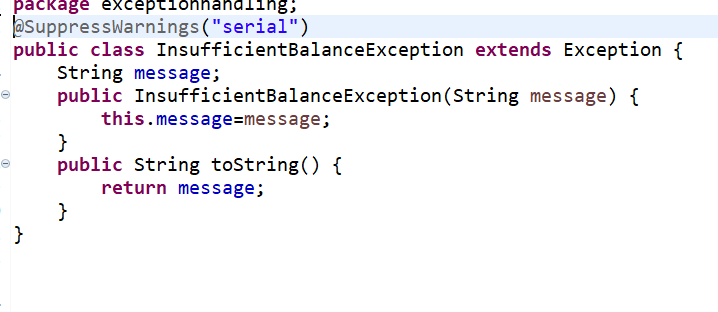 package exceptionhandling;
@SuppressWarnings("serial")
public class InsufficientBalanceException extends Exception {
    String message;
    public InsufficientBalanceException(String message) {
        this.message=message;
    }
    public String toString() {
        return message;
    }
}